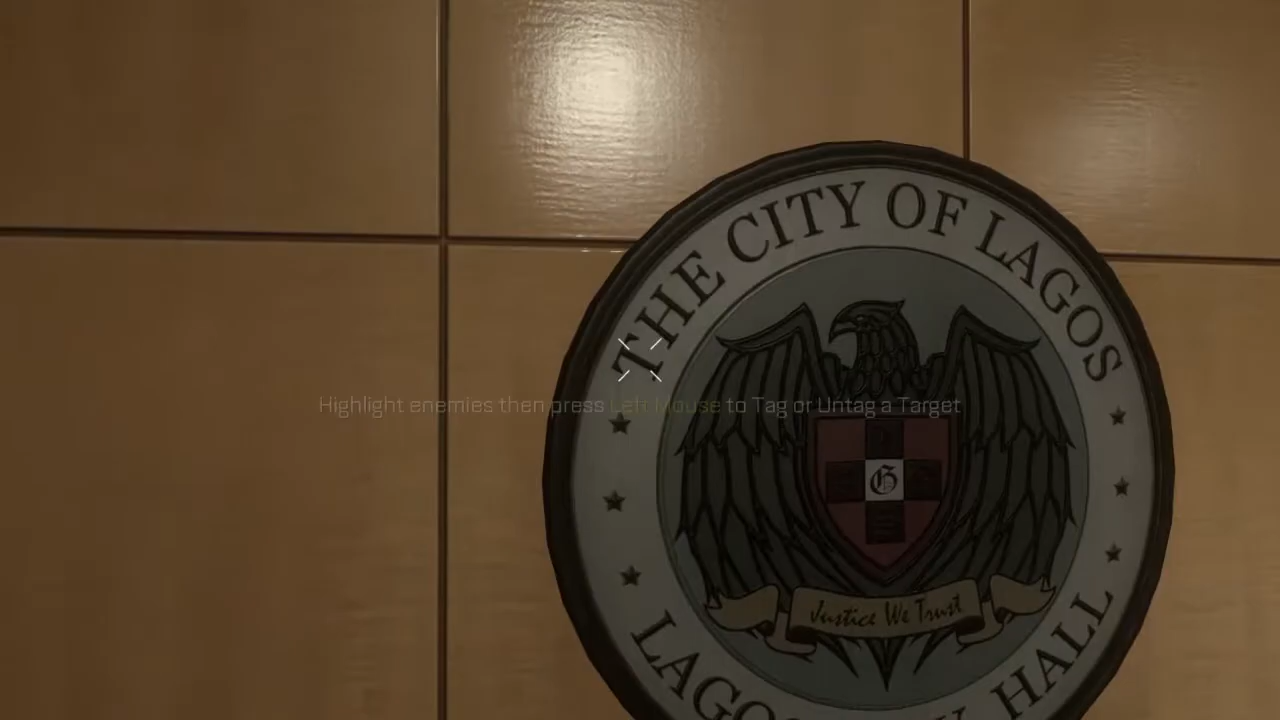 THE CITY OF LAGOS
Highlight enemies then press Left Mouse to Tag or Untag a Target
G
Justice We Trust
HALL